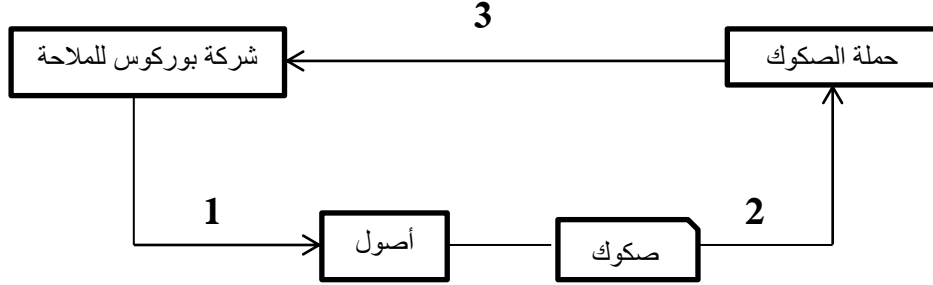 3
حملة الصكوك
شركة بوركوس للملاحة
2
1
صكوك
أصول